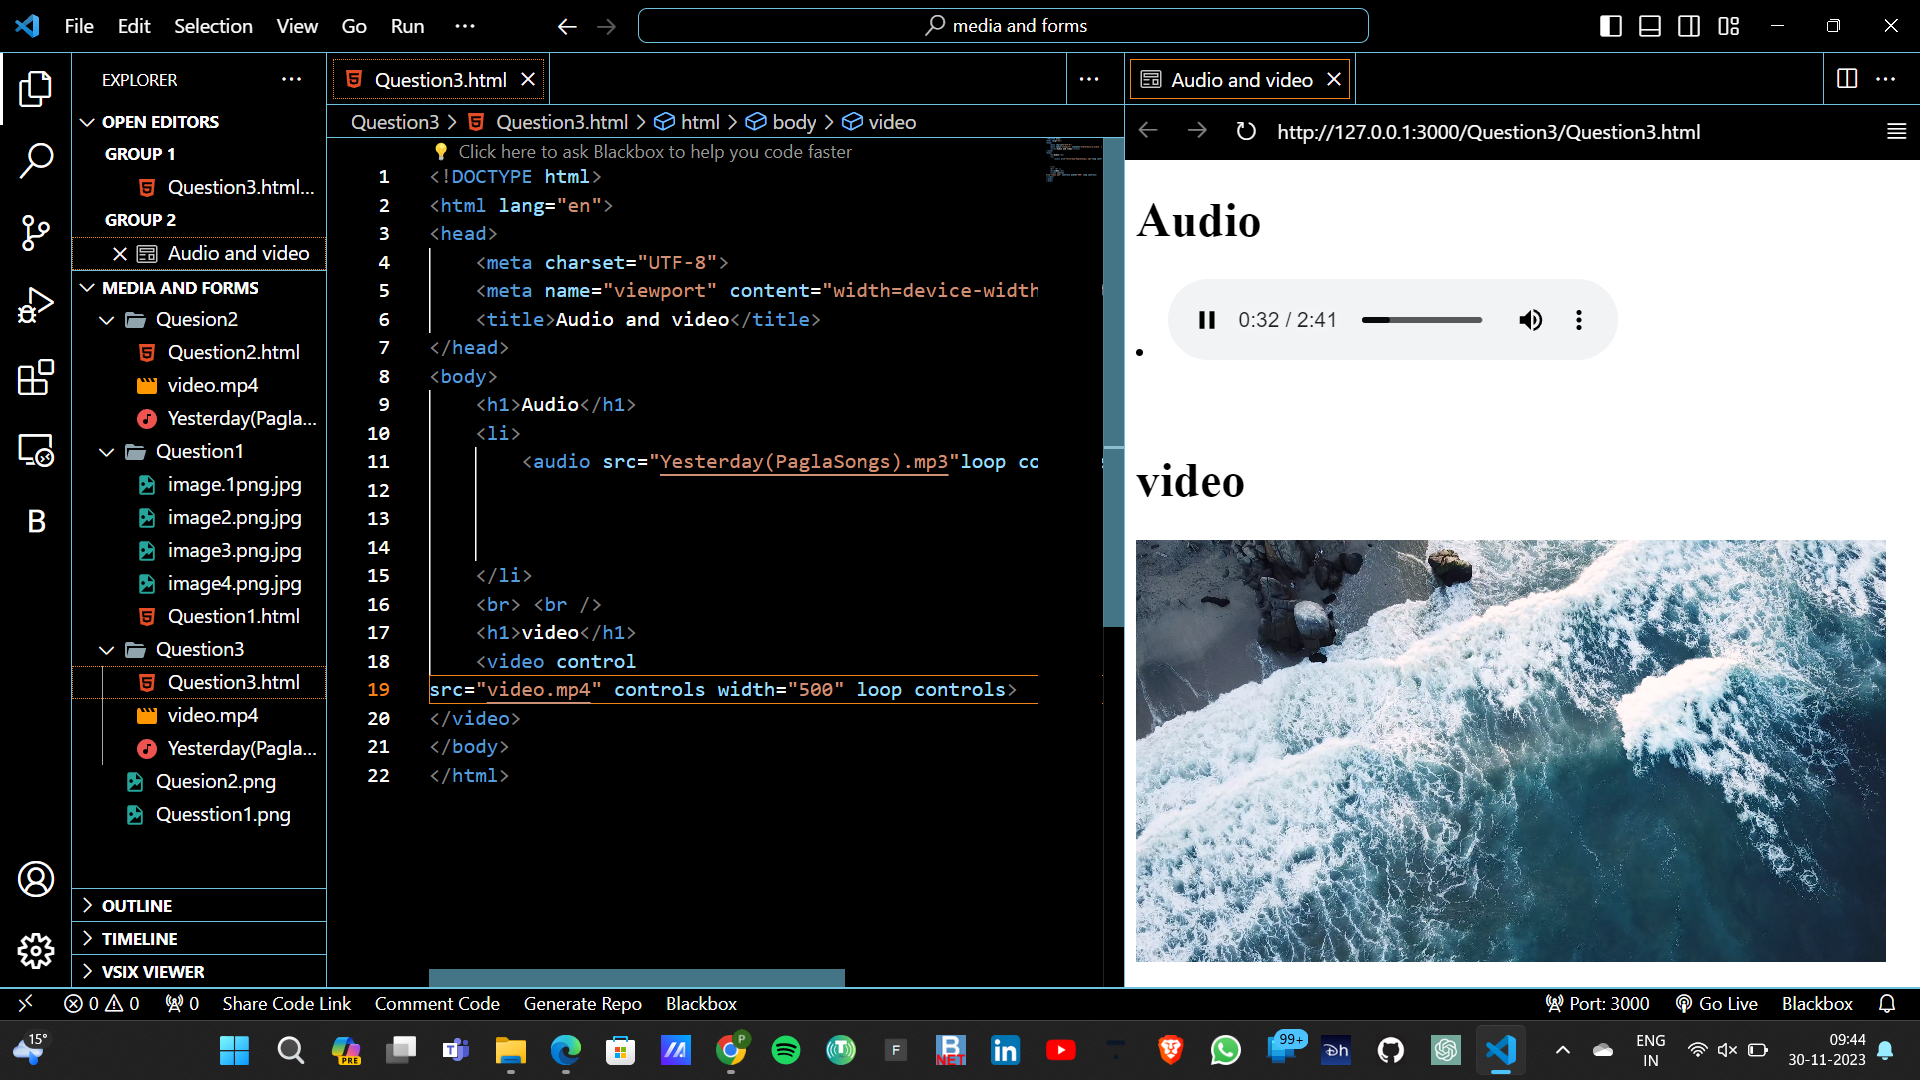 File Edit Selection View Go Run ···
media and forms
EXPLORER ···
OPEN EDITORS
GROUP 1
Question3.html...
GROUP 2
Audio and video
MEDIA AND FORMS
Quesion2
Question2.html
video.mp4
Yesterday(Pagla...
Question1
image.1png.jpg
image2.png.jpg
image3.png.jpg
image4.png.jpg
Question1.html
Question3
Question3.html
video.mp4
Yesterday(Pagla...
Quesion2.png
Quesstion1.png
OUTLINE
TIMELINE
VSIX VIEWER
B
Question3.html
Question3 > Question3.html > html > body > video
Click here to ask Blackbox to help you code faster
1 <!DOCTYPE html>
2 <html lang="en">
3 <head>
4 <meta charset="UTF-8">
5 <meta name="viewport" content="width=device-width
6 <title>Audio and video</title>
7 </head>
8 <body>
9 <h1>Audio</h1>
10 <li>
11 <audio src="Yesterday(PaglaSongs).mp3"loop co
12
13
14
15 </li>
16 <br> <br />
17 <h1>video</h1>
18 <video control
19 src="video.mp4" controls width="500" loop controls>
20 </video>
21 </body>
22 </html>
Audio and video
http://127.0.0.1:3000/Question3/Question3.html
Audio
0:32 / 2:41
video
0 0 0 Share Code Link Comment Code Generate Repo Blackbox
Port: 3000 Go Live Blackbox
15°
PRE
P
F
B
.NET
in
99+
Dh
ENG
IN
09:44
30-11-2023